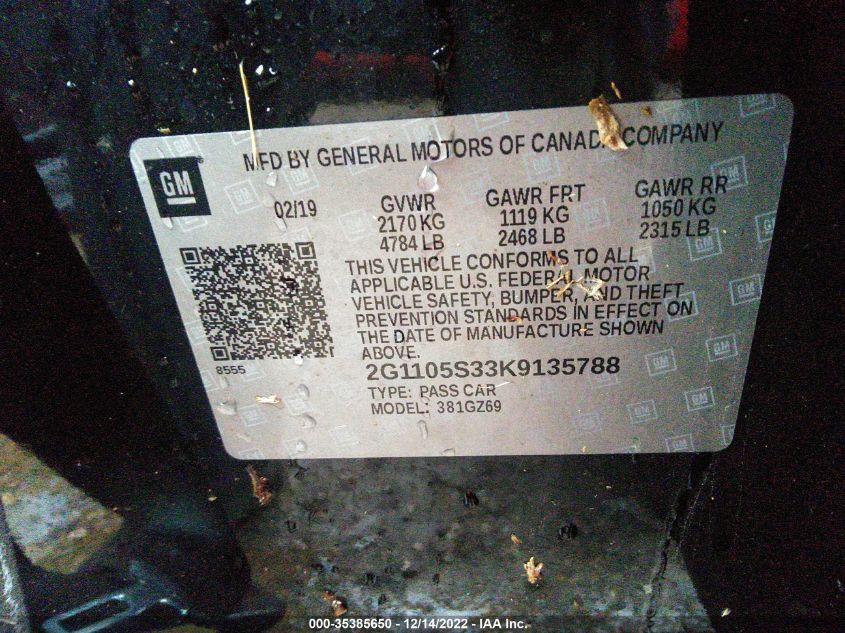 MFD BY GENERAL MOTORS OF CANADA COMPANY
GM
02/19
GVWR
2170 KG
4784 LB
GAWR FRT
1119 KG
2468 LB
GAWR RR
1050 KG
2315 LB
THIS VEHICLE CONFORMS TO ALL
APPLICABLE U.S. FEDERAL MOTOR
VEHICLE SAFETY, BUMPER, AND THEFT
PREVENTION STANDARDS IN EFFECT ON
THE DATE OF MANUFACTURE SHOWN
ABOVE.
8555
2G1105S33K9135788
TYPE: PASS CAR
MODEL: 381GZ69
000-35385650 - 12/14/2022 - IAA Inc.